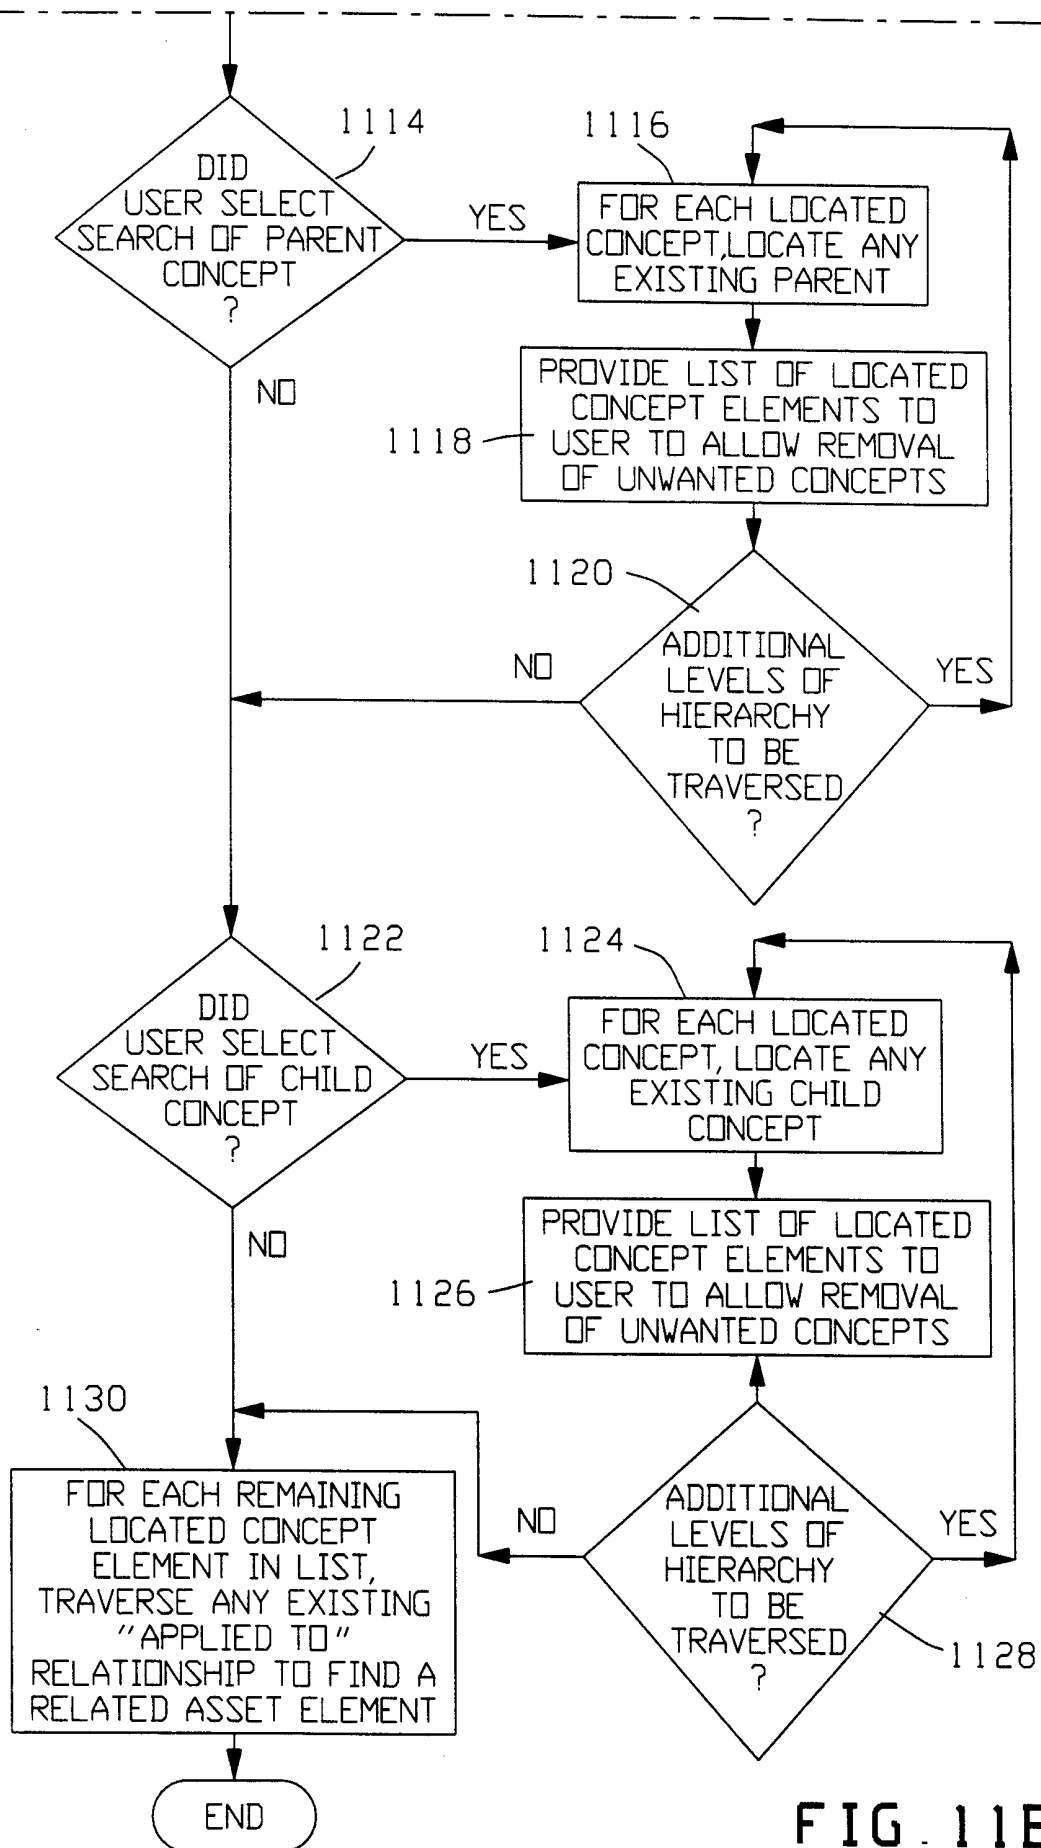 1114
DID
USER SELECT
SEARCH OF PARENT
CONCEPT
?
YES
NO
1116
FOR EACH LOCATED
CONCEPT,LOCATE ANY
EXISTING PARENT
1118
PROVIDE LIST OF LOCATED
CONCEPT ELEMENTS TO
USER TO ALLOW REMOVAL
OF UNWANTED CONCEPTS
1120
ADDITIONAL
LEVELS OF
HIERARCHY
TO BE
TRAVERSED
?
NO
YES
1122
DID
USER SELECT
SEARCH OF CHILD
CONCEPT
?
YES
NO
1124
FOR EACH LOCATED
CONCEPT, LOCATE ANY
EXISTING CHILD
CONCEPT
1126
PROVIDE LIST OF LOCATED
CONCEPT ELEMENTS TO
USER TO ALLOW REMOVAL
OF UNWANTED CONCEPTS
ADDITIONAL
LEVELS OF
HIERARCHY
TO BE
TRAVERSED
?
NO
YES
1128
1130
FOR EACH REMAINING
LOCATED CONCEPT
ELEMENT IN LIST,
TRAVERSE ANY EXISTING
"APPLIED TO"
RELATIONSHIP TO FIND A
RELATED ASSET ELEMENT
END
FIG. 11